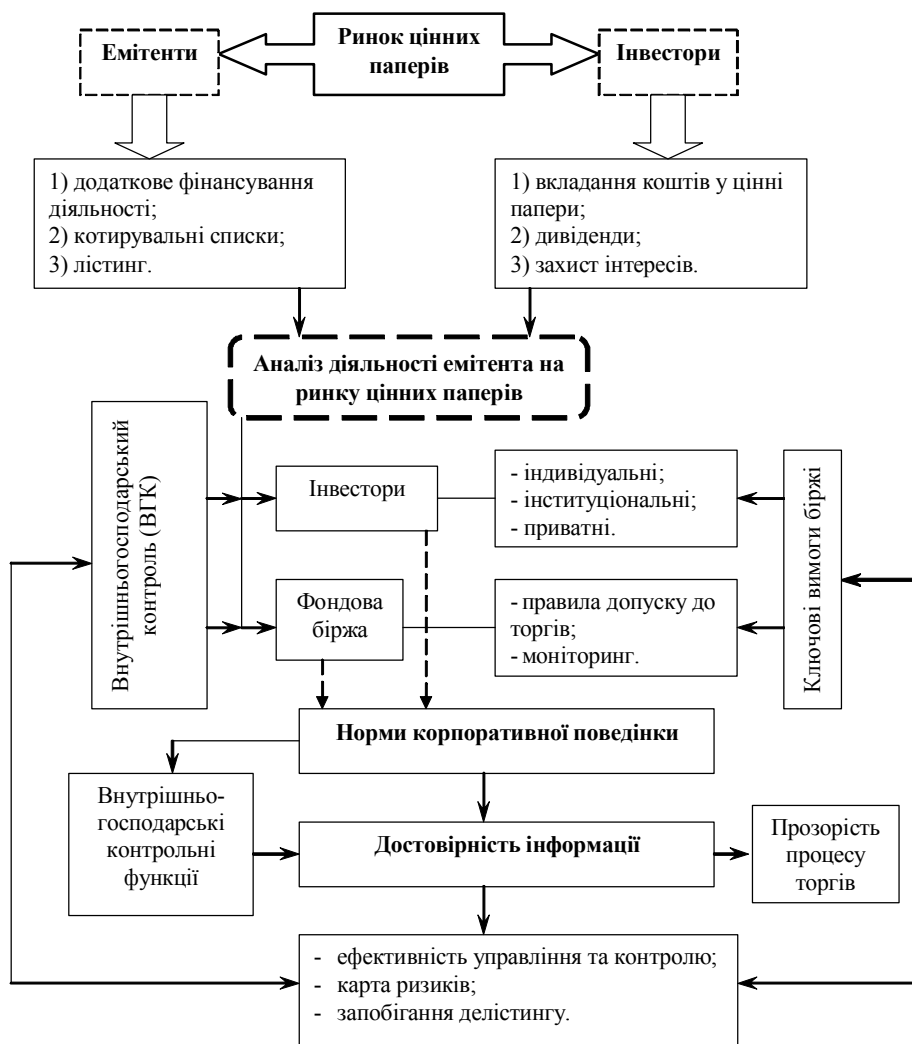 Емітенти
Ринок цінних
паперів
Інвестори
1) додаткове фінансування
діяльності;
2) котирувальні списки;
3) лістинг.
1) вкладання коштів у цінні
папери;
2) дивіденди;
3) захист інтересів.
Аналіз діяльності емітента на
ринку цінних паперів
Внутрішньогосподарський
контроль (ВГК)
Інвестори
- індивідуальні;
- інституціональні;
- приватні.
Ключові вимоги біржі
Фондова
біржа
- правила допуску до
торгів;
- моніторинг.
Норми корпоративної поведінки
Внутрішньо-
господарські
контрольні
функції
Достовірність інформації
Прозорість
процесу
торгів
- ефективність управління та контролю;
- карта ризиків;
- запобігання делістингу.